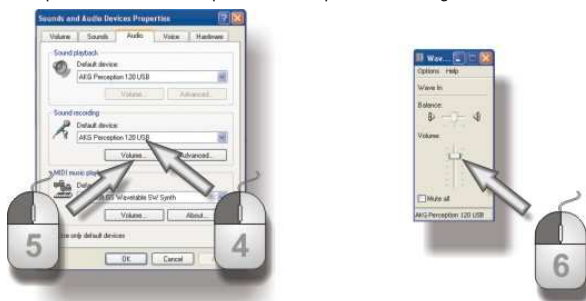 Sounds and Audio Devices Properties
Volume Sounds Audio Voice Hardware
Sound playback
Default device:
AKG Perception 120 USB
Volume... Advanced...
Sound recording
Default device:
AKG Perception 120 USB
Volume... Advanced...
MIDI music
Wavetable SW Synth
Volume... About...
only default devices
OK Cancel
5
4
Wav...
Options Help
Wave In
Balance:
Volume:
Mute all
AKG Perception 120 USB
6